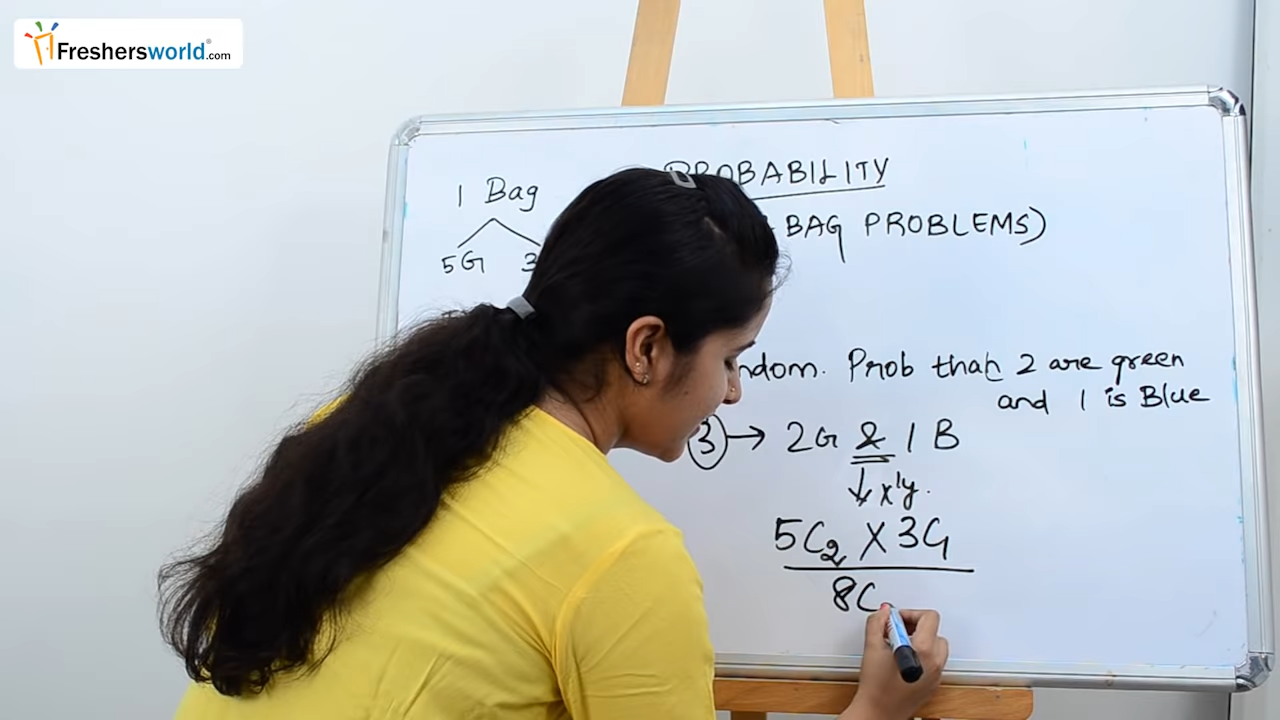 Freshersworld.com
PROBABILITY
1 Bag
BAG PROBLEMS)
5G 3
ndom. Prob that 2 are green
and 1 is Blue
3 → 2G & 1 B
x'y.
5C2 X 3C1
8C